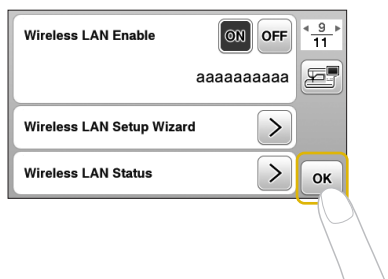 Wireless LAN Enable
ON OFF
9
11
aaaaaaaaaa
Wireless LAN Setup Wizard
Wireless LAN Status
OK